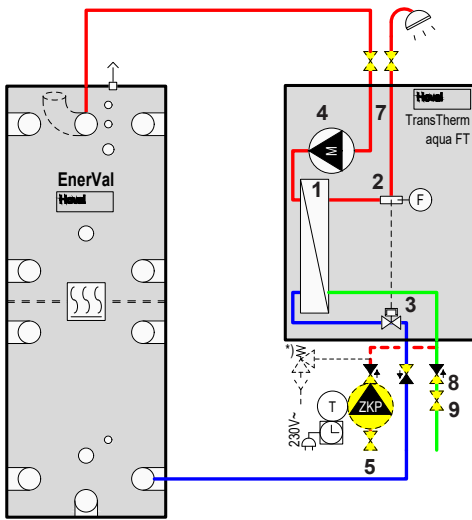 Hoval
TransTherm
aqua FT
4
7
M
1
2
F
EnerVal
Hoval
3
*)
M
8
T
ZKP
9
230V~
5